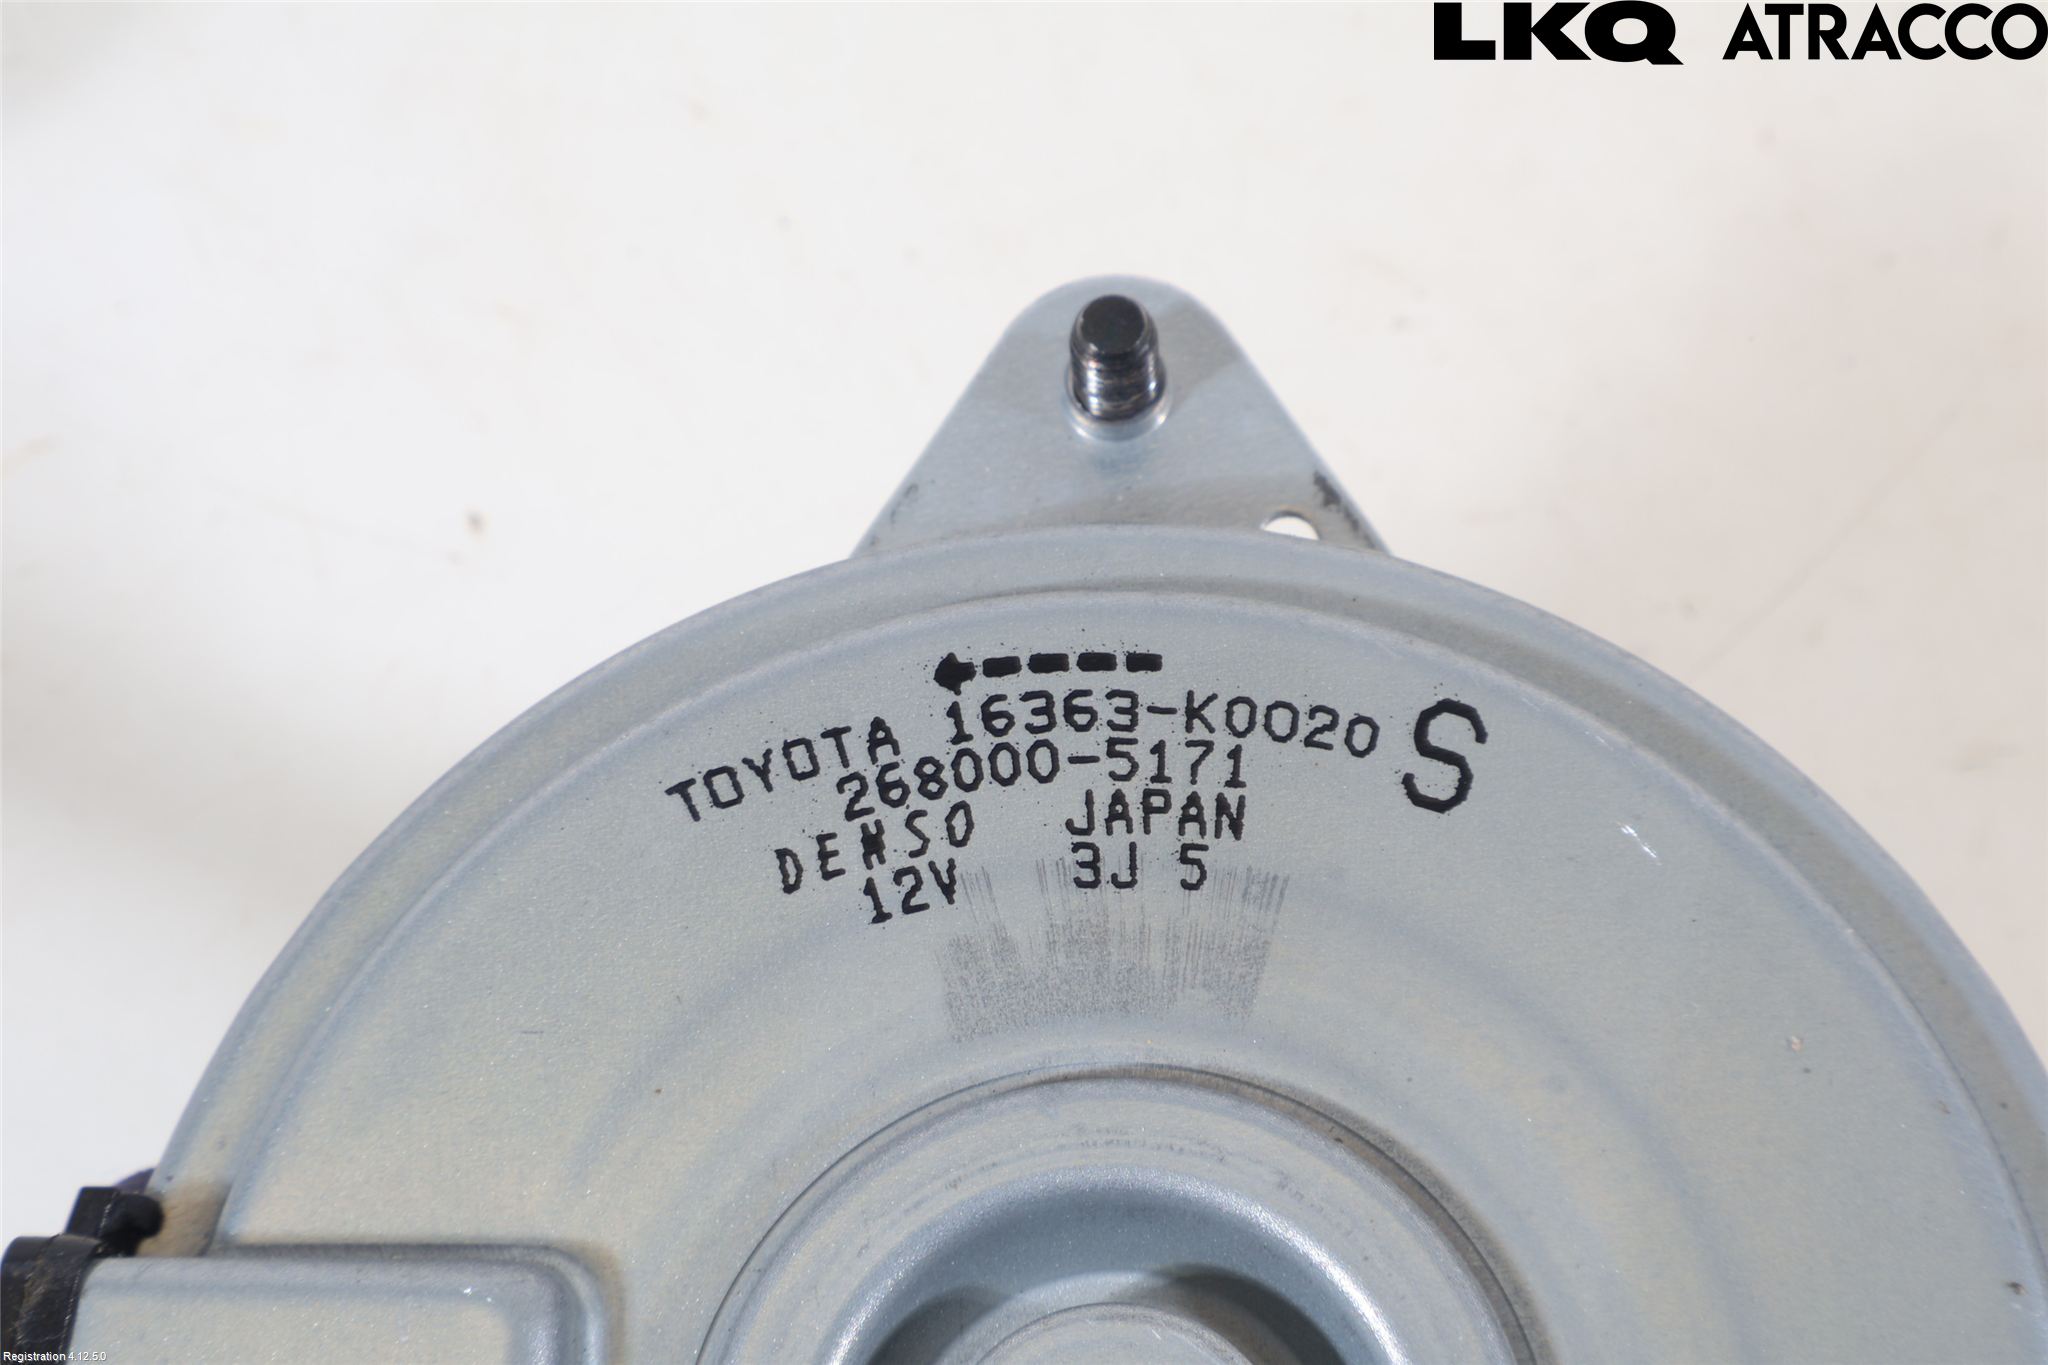 LKQ ATRACCO
TOYOTA 16363-K0020 S
268000-5171
DENSO JAPAN
12V 3J 5
Registration 4.12.5.0